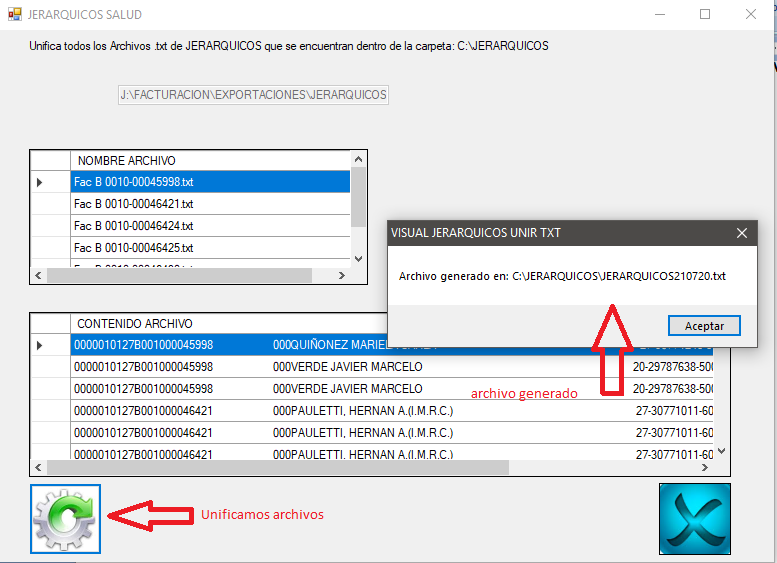 JERARQUICOS SALUD
Unifica todos los Archivos .txt de JERARQUICOS que se encuentran dentro de la carpeta: C:\JERARQUICOS
J:\FACTURACION\EXPORTACIONES\JERARQUICOS
NOMBRE ARCHIVO
Fac B 0010-00045998.txt
Fac B 0010-00046421.txt
Fac B 0010-00046424.txt
Fac B 0010-00046425.txt
VISUAL JERARQUICOS UNIR TXT
Archivo generado en: C:\JERARQUICOS\JERARQUICOS210720.txt
Aceptar
CONTENIDO ARCHIVO
0000010127B001000045998 000QUIÑONEZ
0000010127B001000045998 000VERDE JAVIER MARCELO 20-29787638-500
0000010127B001000045998 000VERDE JAVIER MARCELO 20-29787638-500
archivo generado
0000010127B001000046421 000PAULETTI, HERNAN A.(I.M.R.C.) 27-30771011-60
0000010127B001000046421 000PAULETTI, HERNAN A.(I.M.R.C.) 27-30771011-60
0000010127B001000046421 000PAULETTI, HERNAN A.(I.M.R.C.) 27-30771011-60
Unificamos archivos